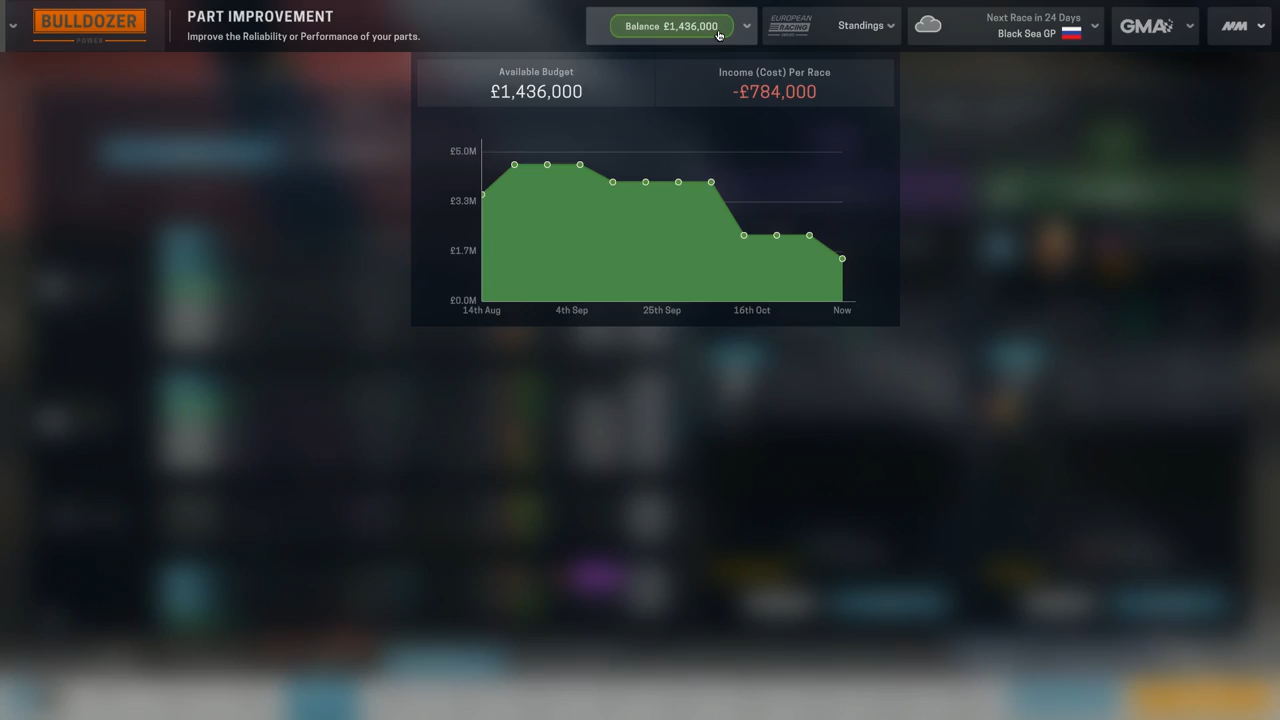 BULLDOZER
POWER
PART IMPROVEMENT
Improve the Reliability or Performance of your parts.
Balance £1,436,000
EUROPEAN
RACING
Standings
Next Race in 24 Days
Black Sea GP
GMA
Available Budget
£1,436,000
Income (Cost) Per Race
-£784,000
£5.0M
£3.3M
£1.7M
£0.0M
14th Aug
4th Sep
25th Sep
16th Oct
Now